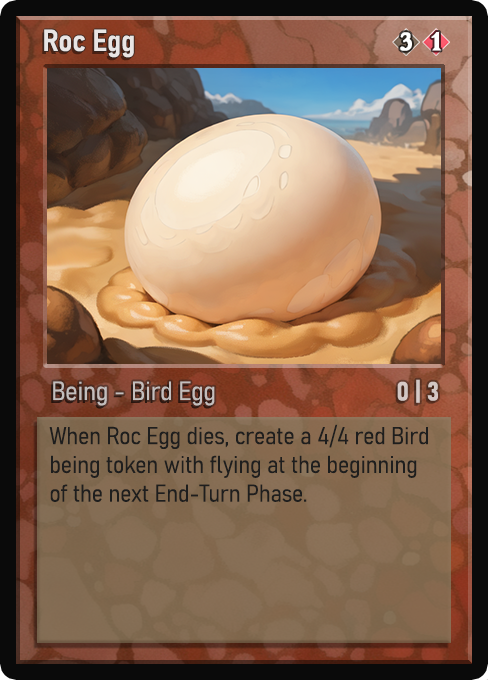 Roc Egg 3 1
Being - Bird Egg 0|3
When Roc Egg dies, create a 4/4 red Bird
being token with flying at the beginning
of the next End-Turn Phase.